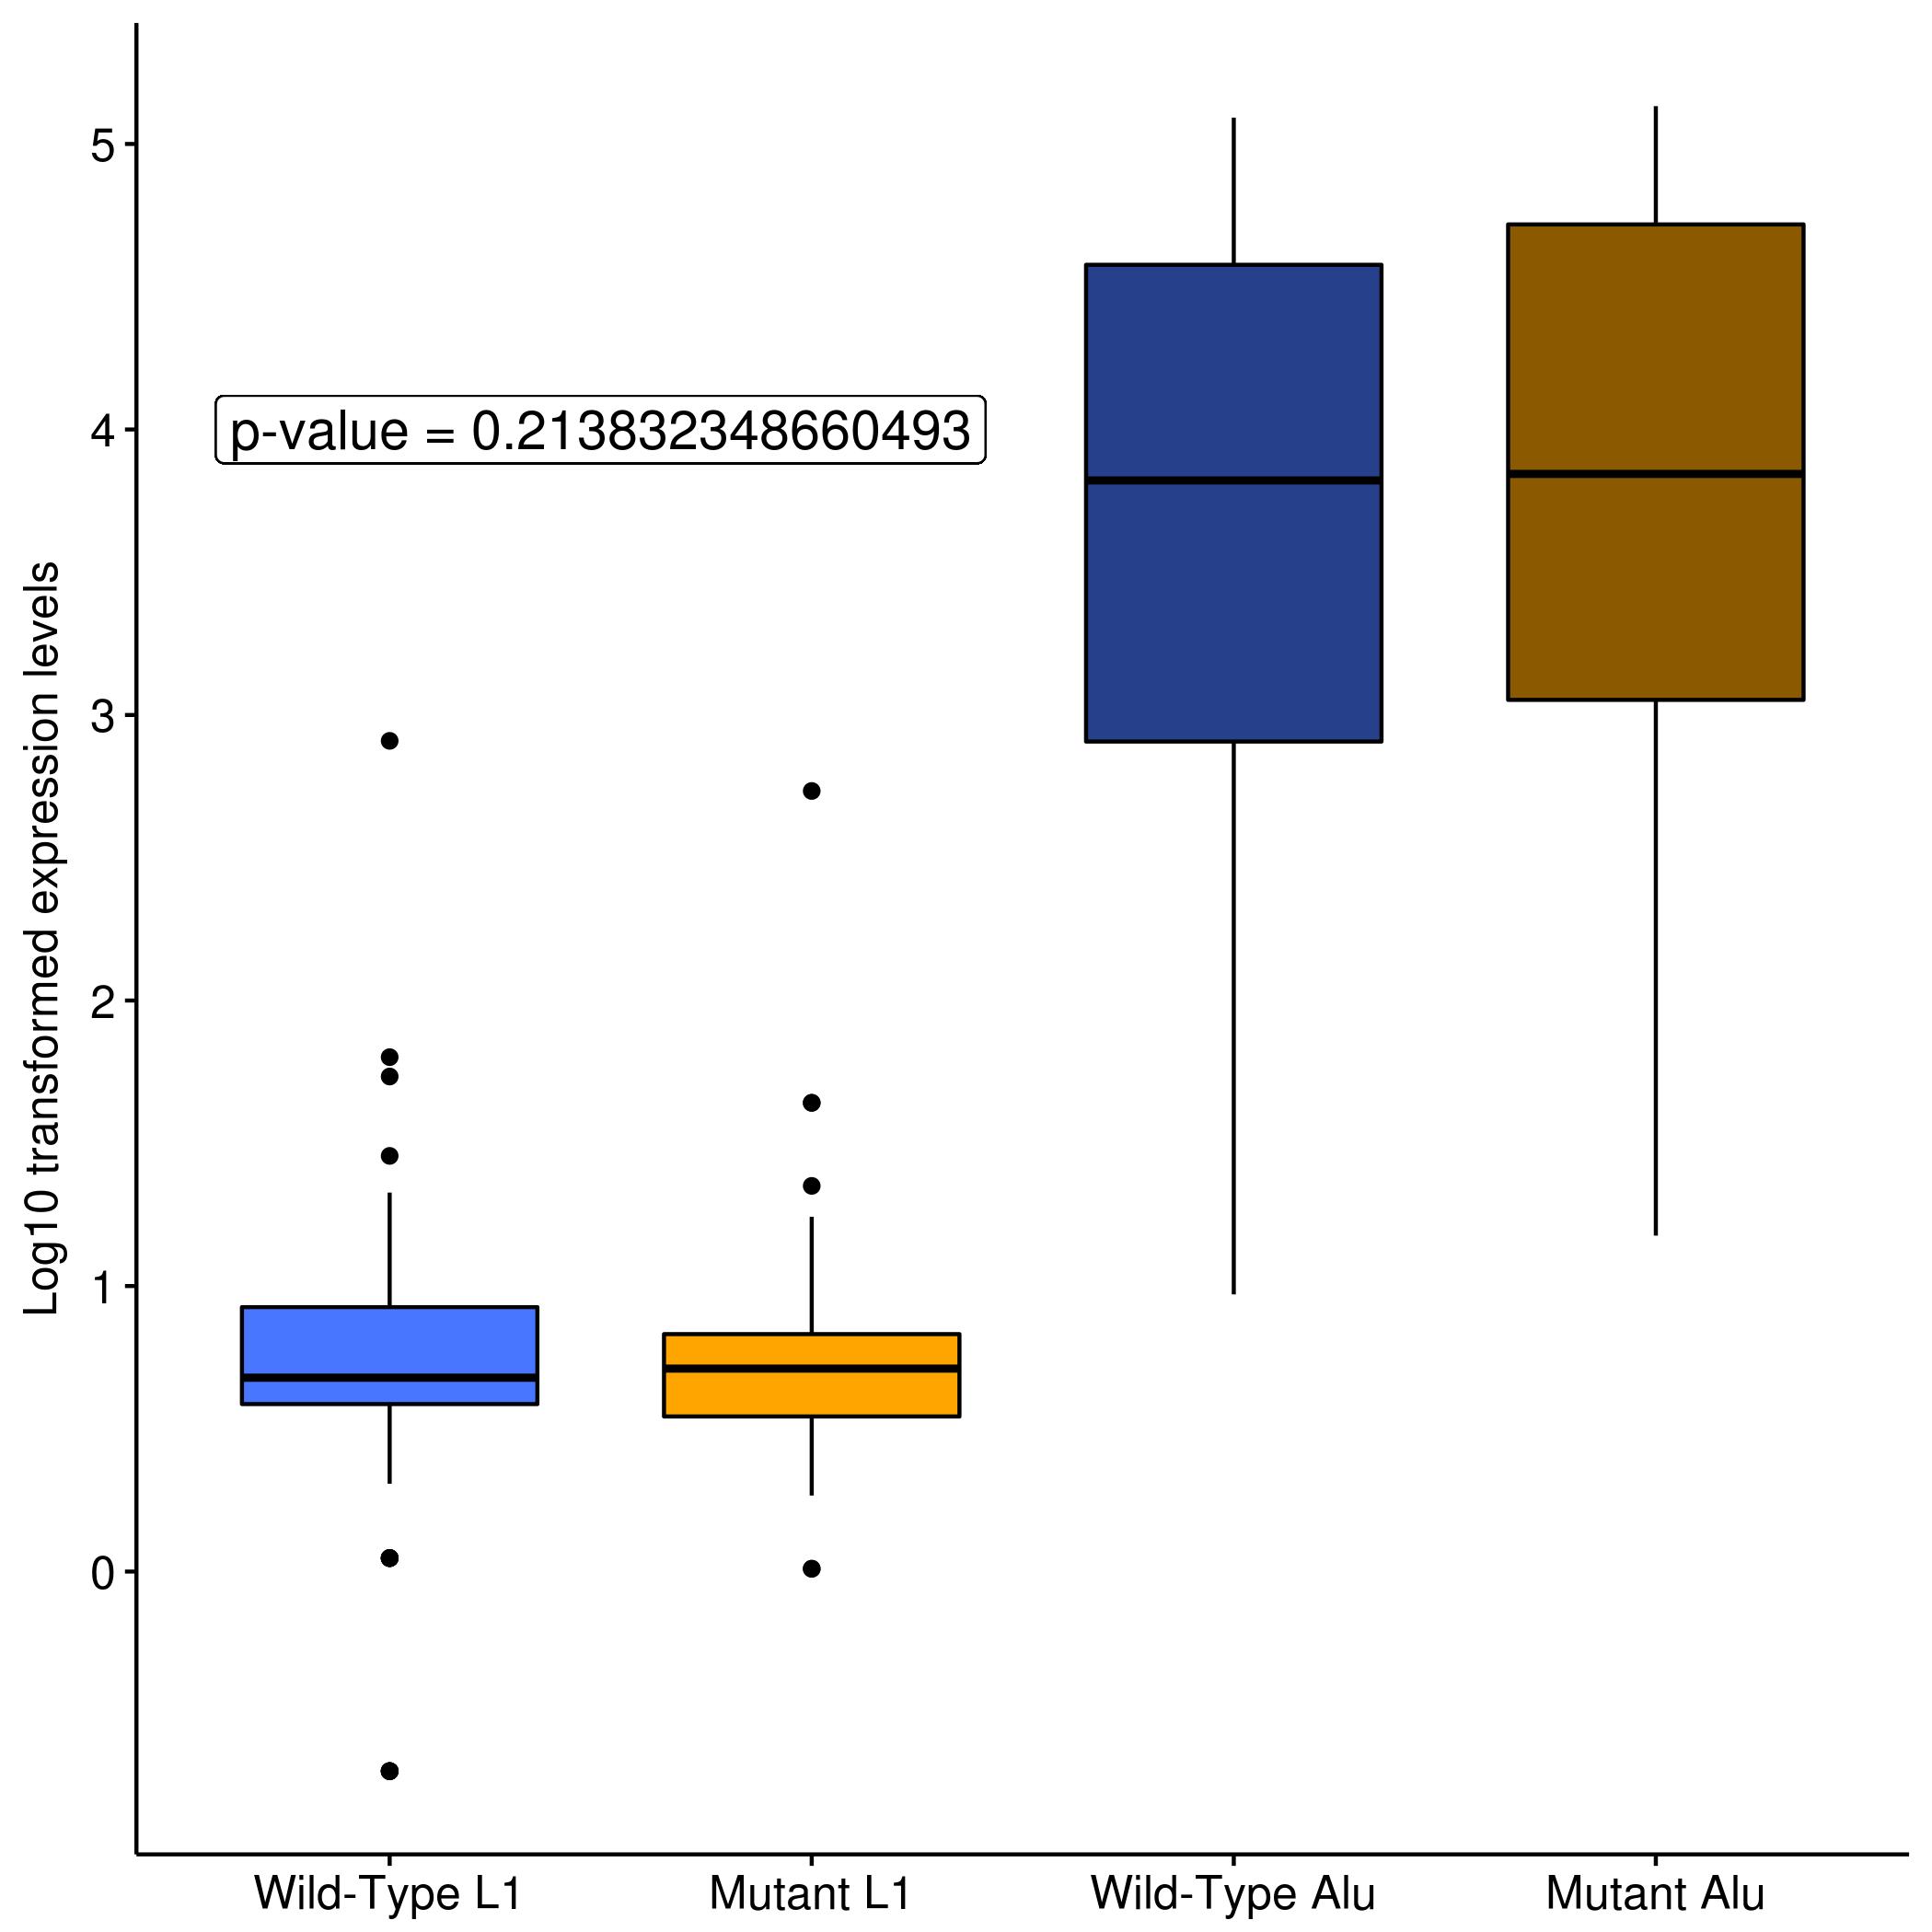 Log10 transformed expression levels
5
4
3
2
1
0
p-value = 0.213832348660493
Wild-Type L1
Mutant L1
Wild-Type Alu
Mutant Alu